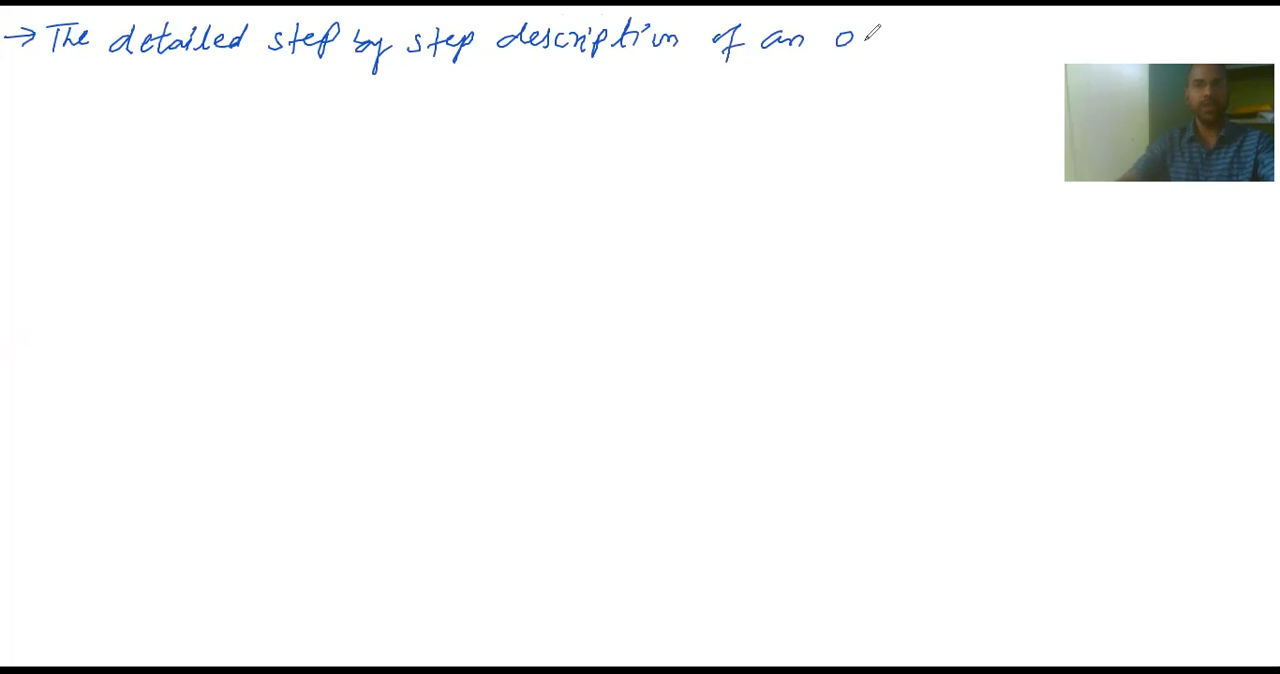 → The detailed step by step description of an o